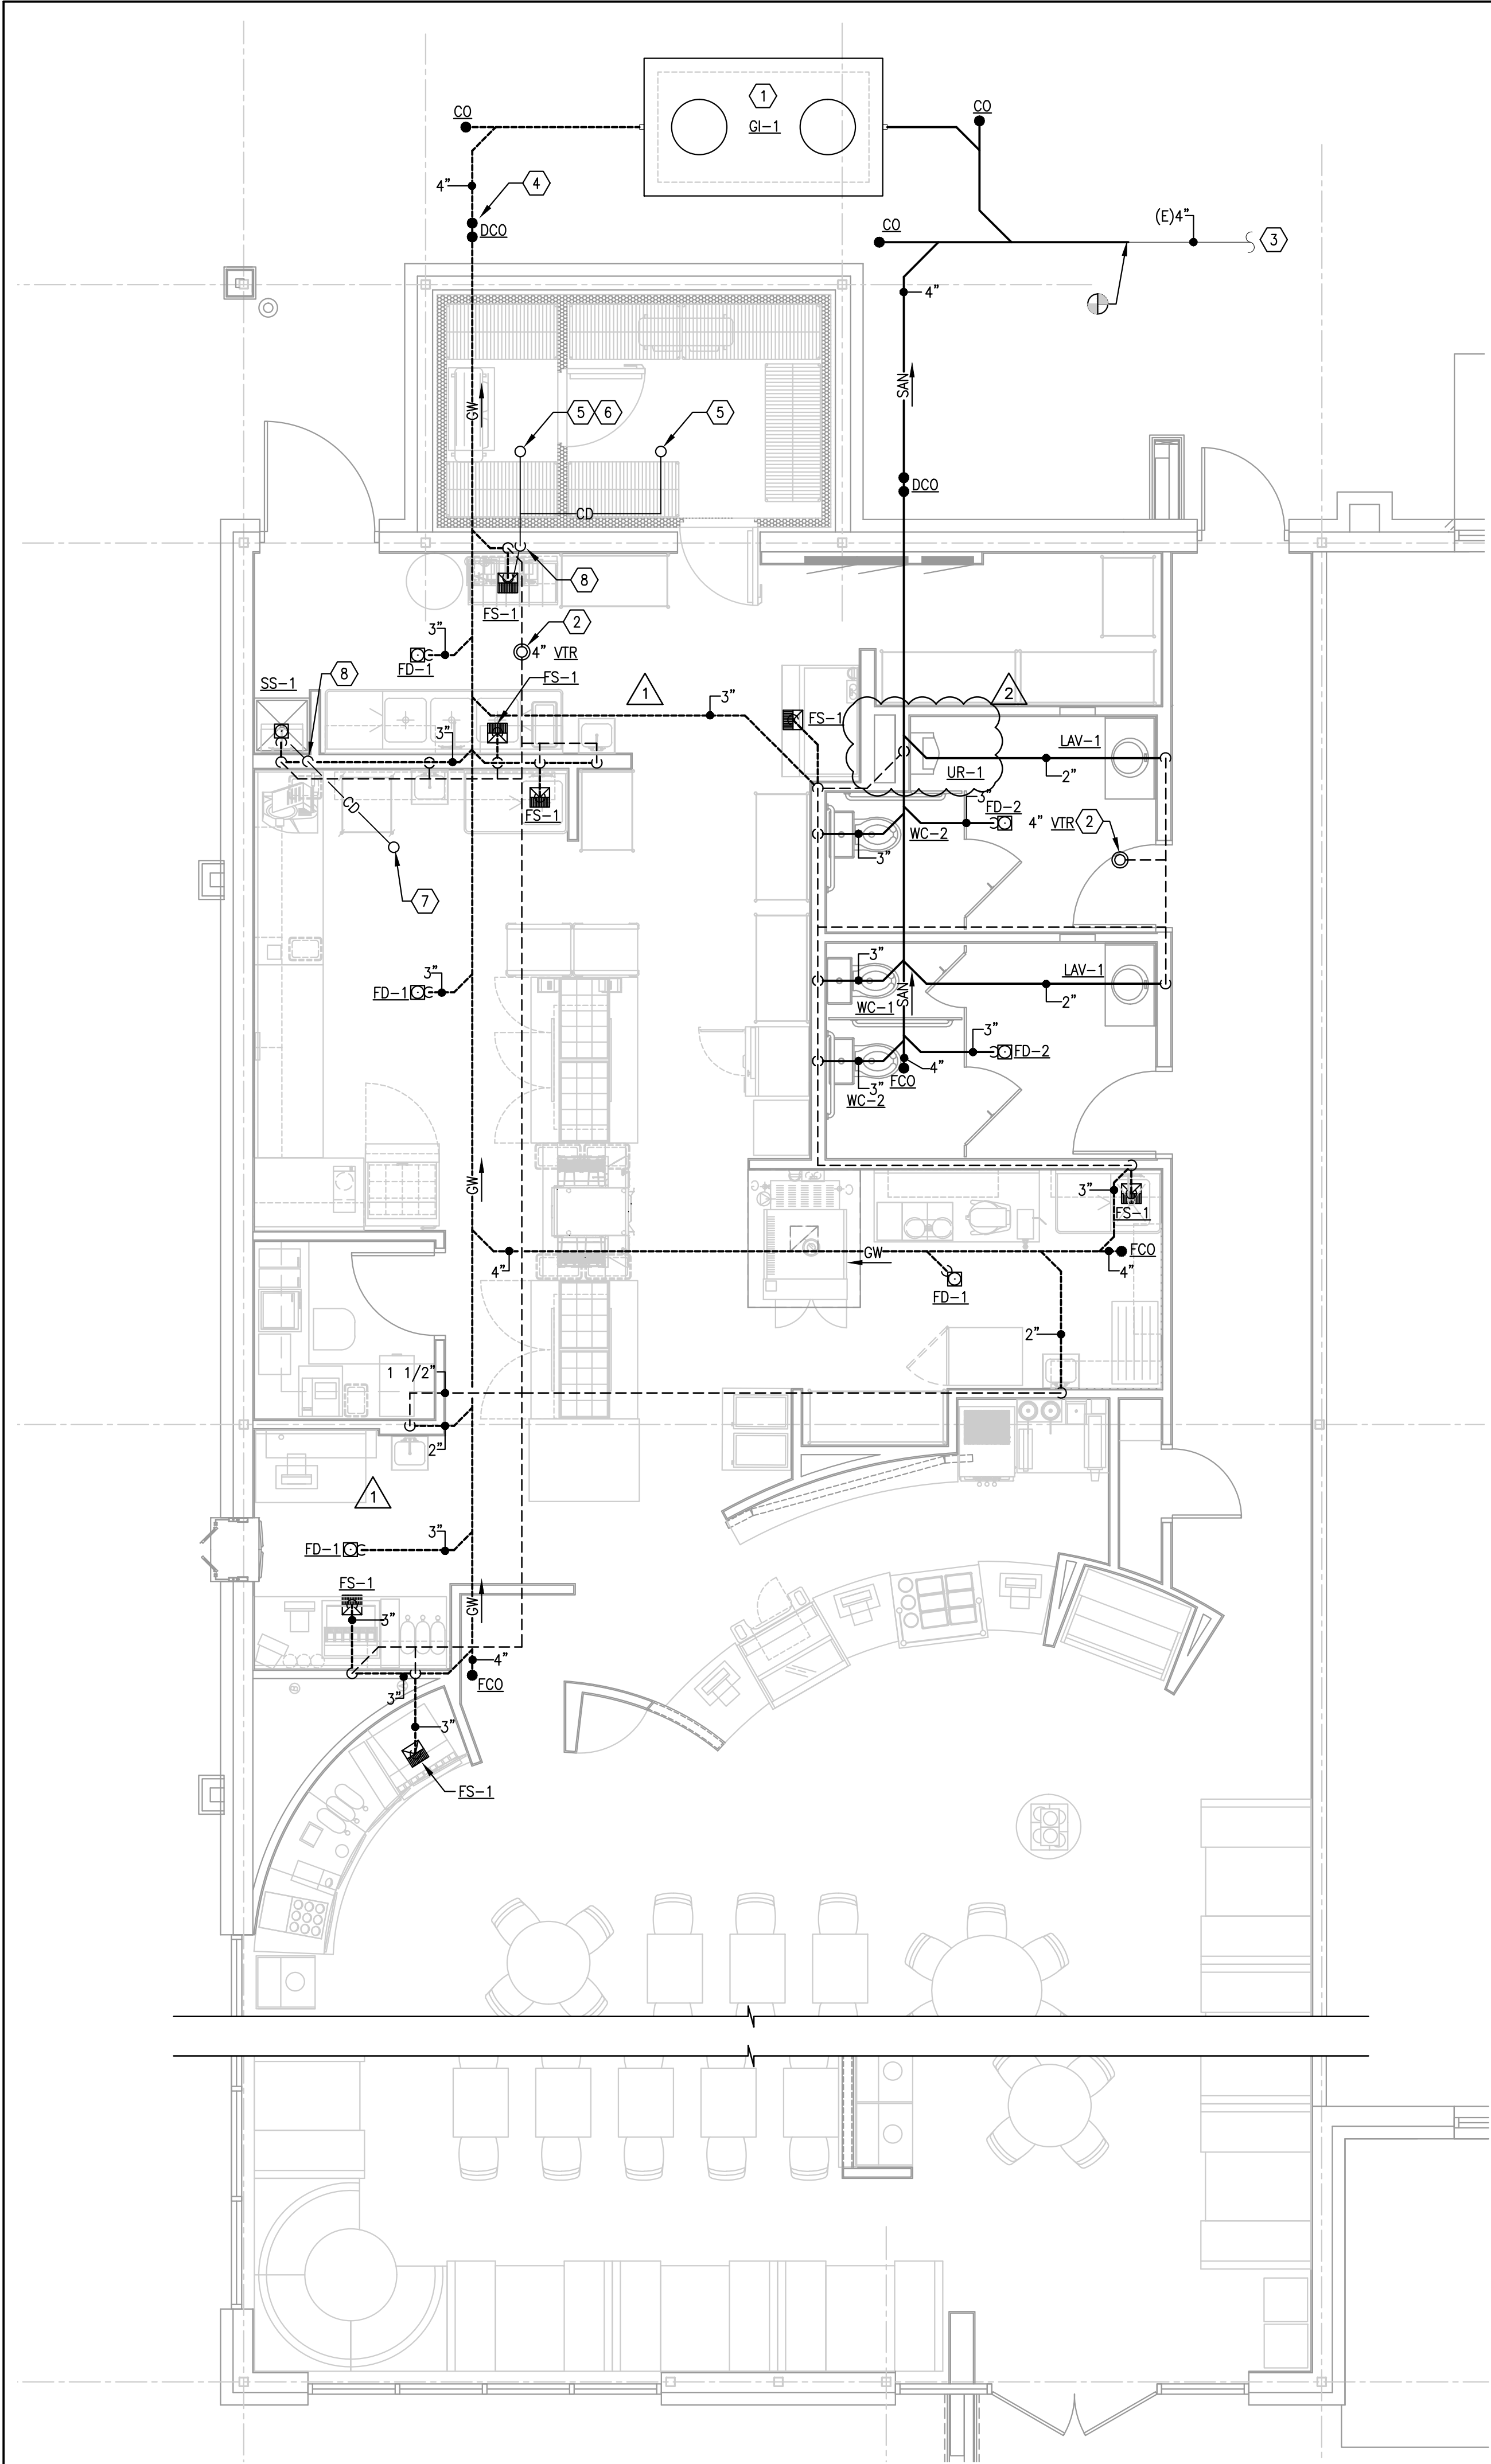 1
CO
GI-1
CO
4"
4
DCO
CO
(E)4"
3
4"
SAN
GW
5
6
5
DCO
CD
8
FS-1
3"
2
FD-1
4" VTR
SS-1
8
FS-1
1
2
3"
FS-1
LAV-1
3"
UR-1
2"
CD
FS-1
3"
FD-2
4" VTR
2
WC-2
3"
7
3"
3"
LAV-1
FD-1
SAN
WC-1
2"
3"
FD-2
4"
3"
FCO
WC-2
GW
3"
FS-1
GW
FCO
4"
4"
FD-1
2"
1 1/2"
2"
1
3"
FD-1
FS-1
3"
GW
4"
FCO
3"
3"
FS-1